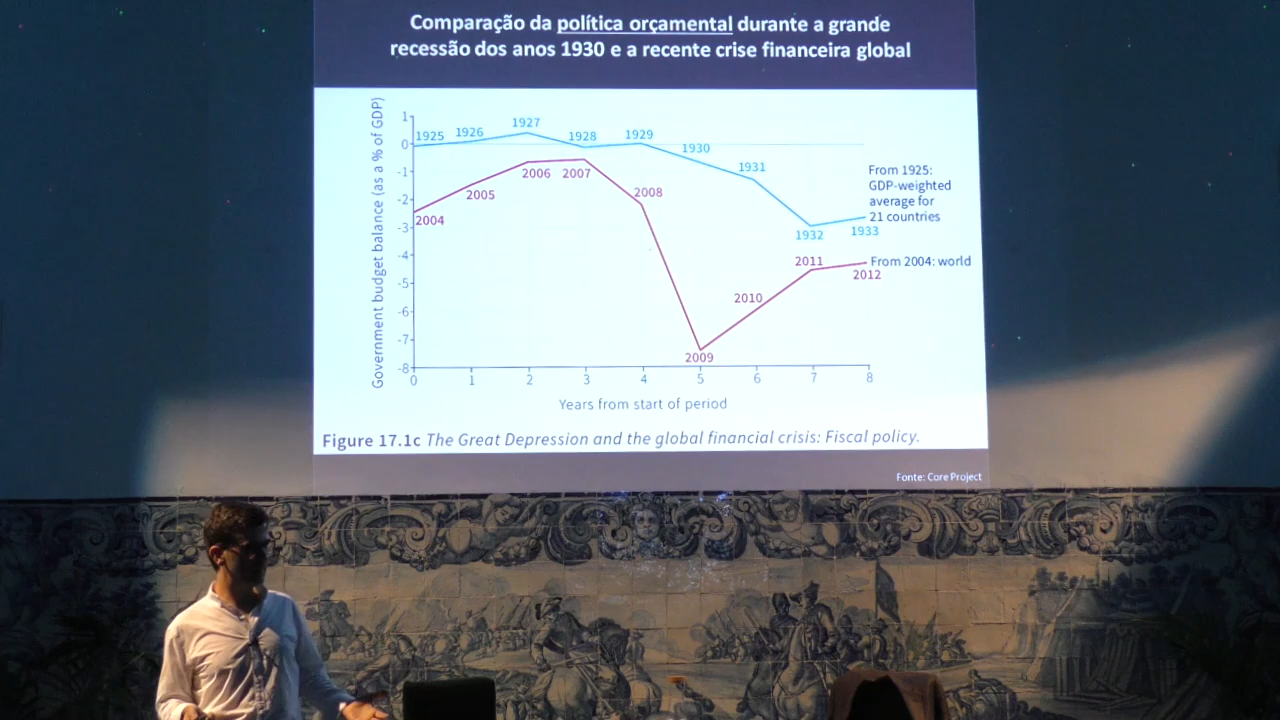 Comparação da política orçamental durante a grande
recessão dos anos 1930 e a recente crise financeira global
Government budget balance (as a % of GDP)
1
0
-1
-2
-3
-4
-5
-6
-7
-8
1925
1926
1927
1928
1929
1930
1931
1932
1933
2004
2005
2006
2007
2008
2009
2010
2011
2012
From 1925:
GDP-weighted
average for
21 countries
From 2004: world
0 1 2 3 4 5 6 7 8
Years from start of period
Figure 17.1c The Great Depression and the global financial crisis: Fiscal policy.
Fonte: Core Project